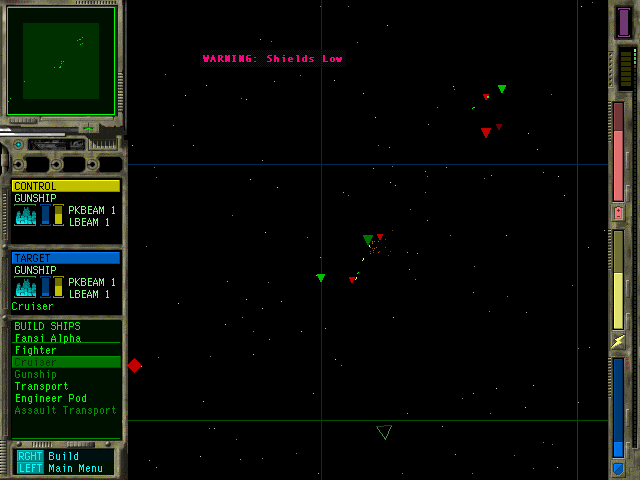 WARNING: Shields Low
CONTROL
GUNSHIP
PKBEAM 1
LBEAM 1
TARGET
GUNSHIP
PKBEAM 1
LBEAM 1
Cruiser
BUILD SHIPS
Fansi Alpha
Fighter
Cruiser
Gunship
Transport
Engineer Pod
Assault Transport
RGHT Build
LEFT Main Menu